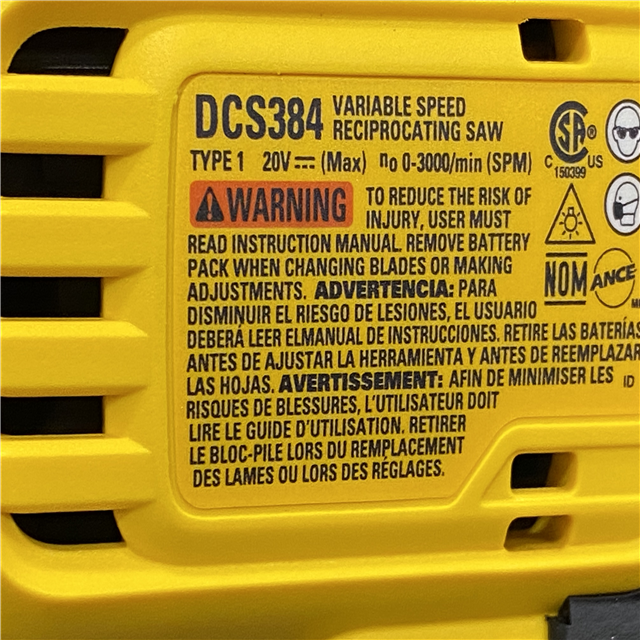 DCS384 VARIABLE SPEED
RECIPROCATING SAW
TYPE 1 20V⎓ (Max) no 0-3000/min (SPM)
WARNING TO REDUCE THE RISK OF
INJURY, USER MUST
READ INSTRUCTION MANUAL. REMOVE BATTERY
PACK WHEN CHANGING BLADES OR MAKING
ADJUSTMENTS. ADVERTENCIA: PARA
DISMINUIR EL RIESGO DE LESIONES, EL USUARIO
DEBERÁ LEER ELMANUAL DE INSTRUCCIONES. RETIRE LAS BATERÍAS
ANTES DE AJUSTAR LA HERRAMIENTA Y ANTES DE REEMPLAZAR
LAS HOJAS. AVERTISSEMENT: AFIN DE MINIMISER LES
RISQUES DE BLESSURES, L'UTILISATEUR DOIT
LIRE LE GUIDE D'UTILISATION. RETIRER
LE BLOC-PILE LORS DU REMPLACEMENT
DES LAMES OU LORS DES RÉGLAGES.
CSA®
C US
150399
NOM
ANCE
ID